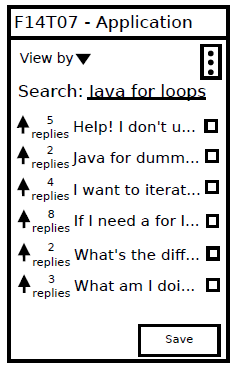 F14T07 - Application
View by
Search: Java for loops
5 replies Help! I don't u...
2 replies Java for dumm...
4 replies I want to iterat...
8 replies If I need a for l...
2 replies What's the diff...
3 replies What am I doi...
Save